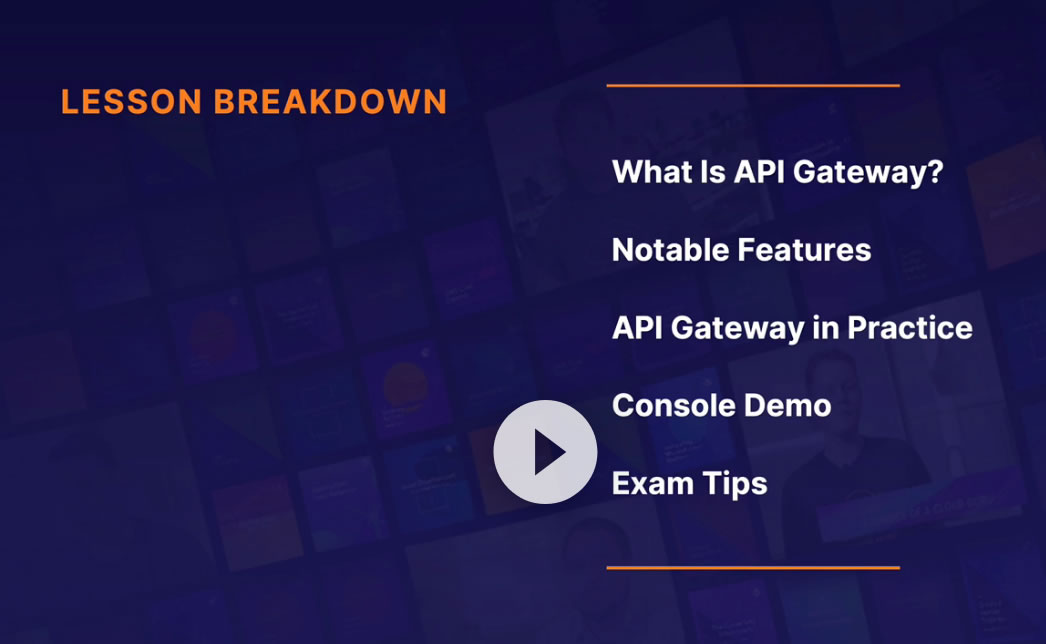 LESSON BREAKDOWN
What Is API Gateway?
Notable Features
API Gateway in Practice
Console Demo
Exam Tips